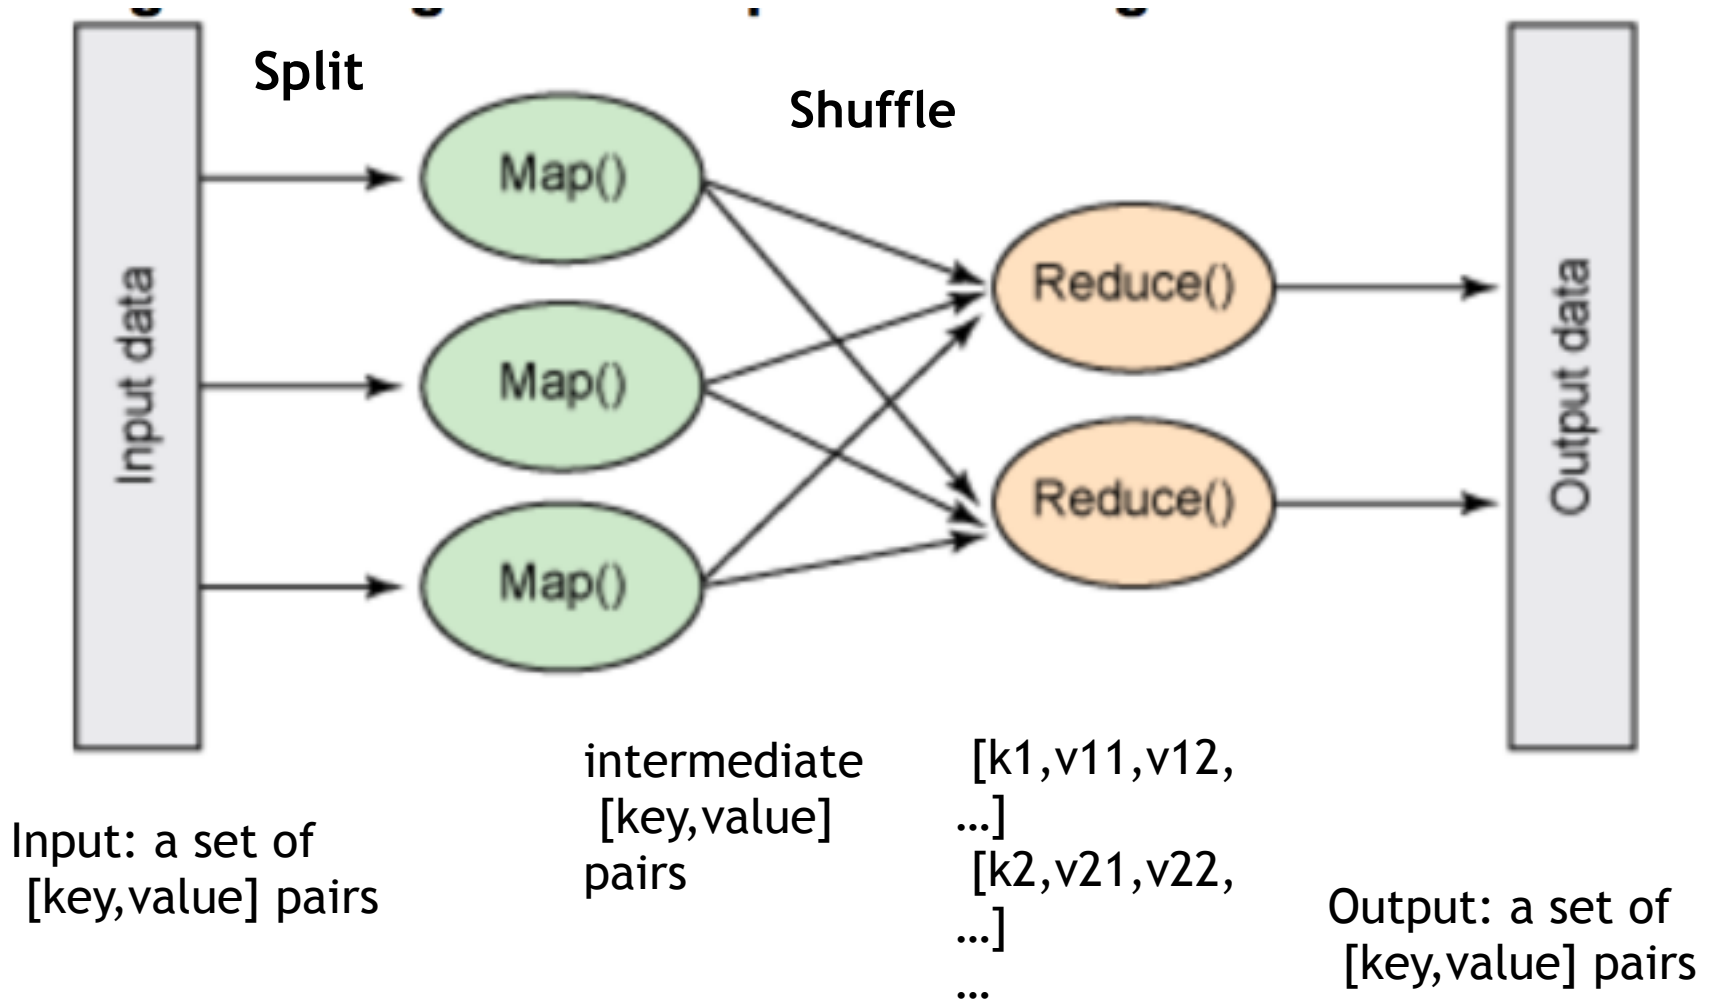 Split
Shuffle
Input data
Map()
Map()
Map()
Reduce()
Reduce()
Output data
Input: a set of
[key,value] pairs
intermediate
[key,value]
pairs
[k1,v11,v12,
…]
[k2,v21,v22,
…]
…
Output: a set of
[key,value] pairs